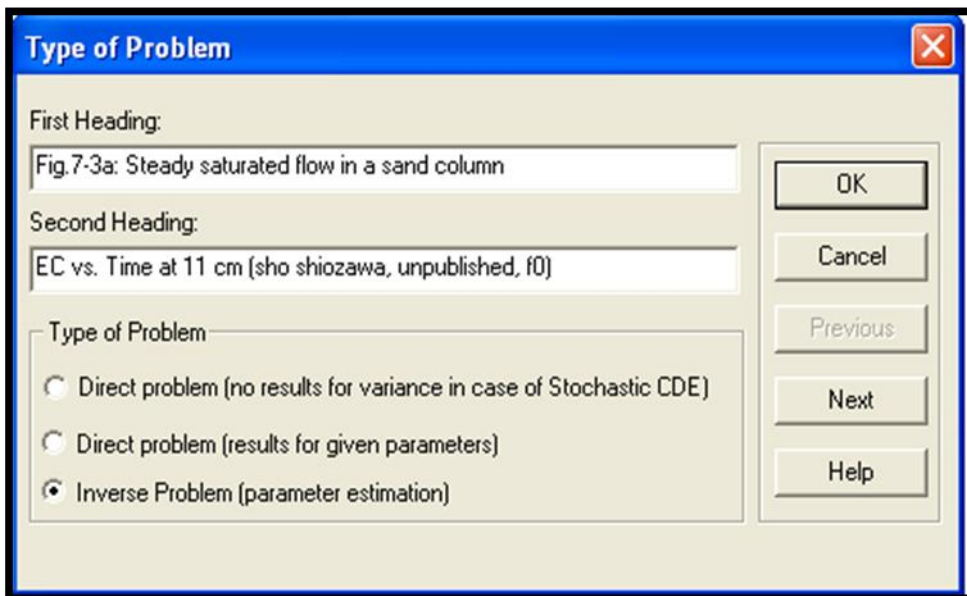 Type of Problem
First Heading:
Fig.7-3a: Steady saturated flow in a sand column
Second Heading:
EC vs. Time at 11 cm (sho shiozawa, unpublished, f0)
Type of Problem
Direct problem (no results for variance in case of Stochastic CDE)
Direct problem (results for given parameters)
Inverse Problem (parameter estimation)
OK
Cancel
Previous
Next
Help